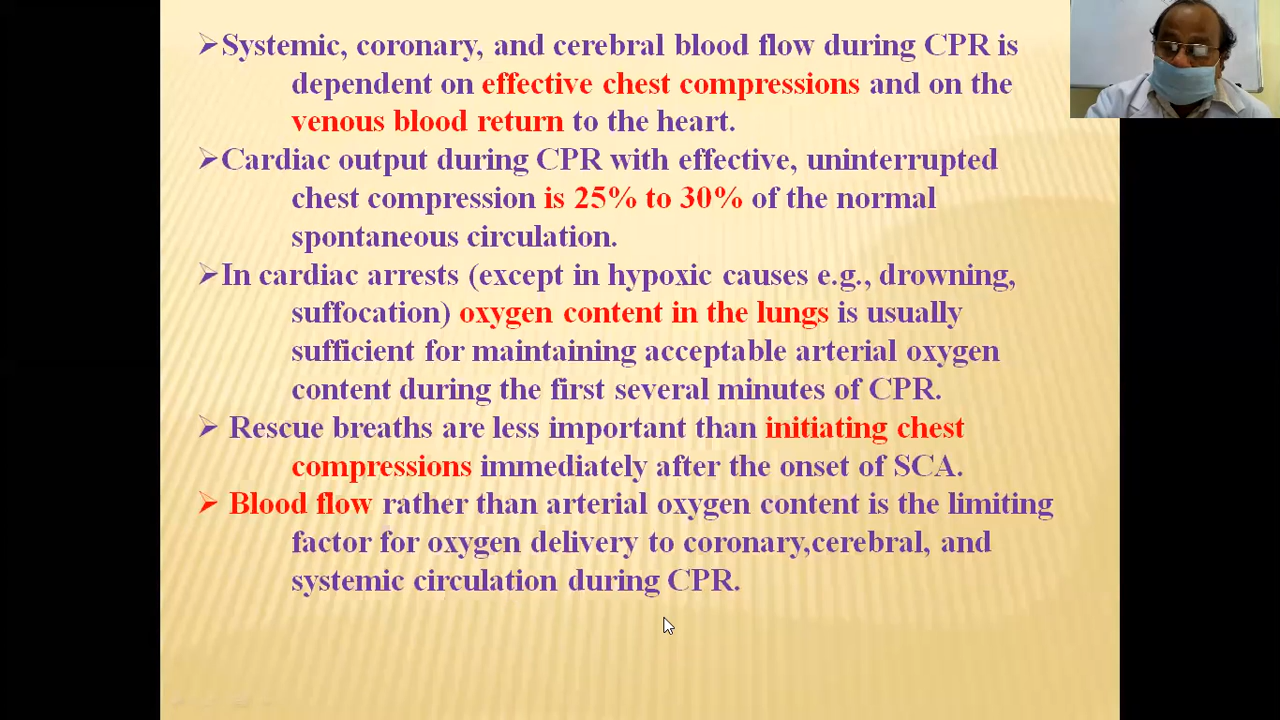 Systemic, coronary, and cerebral blood flow during CPR is
dependent on effective chest compressions and on the
venous blood return to the heart.
Cardiac output during CPR with effective, uninterrupted
chest compression is 25% to 30% of the normal
spontaneous circulation.
In cardiac arrests (except in hypoxic causes e.g., drowning,
suffocation) oxygen content in the lungs is usually
sufficient for maintaining acceptable arterial oxygen
content during the first several minutes of CPR.
Rescue breaths are less important than initiating chest
compressions immediately after the onset of SCA.
Blood flow rather than arterial oxygen content is the limiting
factor for oxygen delivery to coronary,cerebral, and
systemic circulation during CPR.